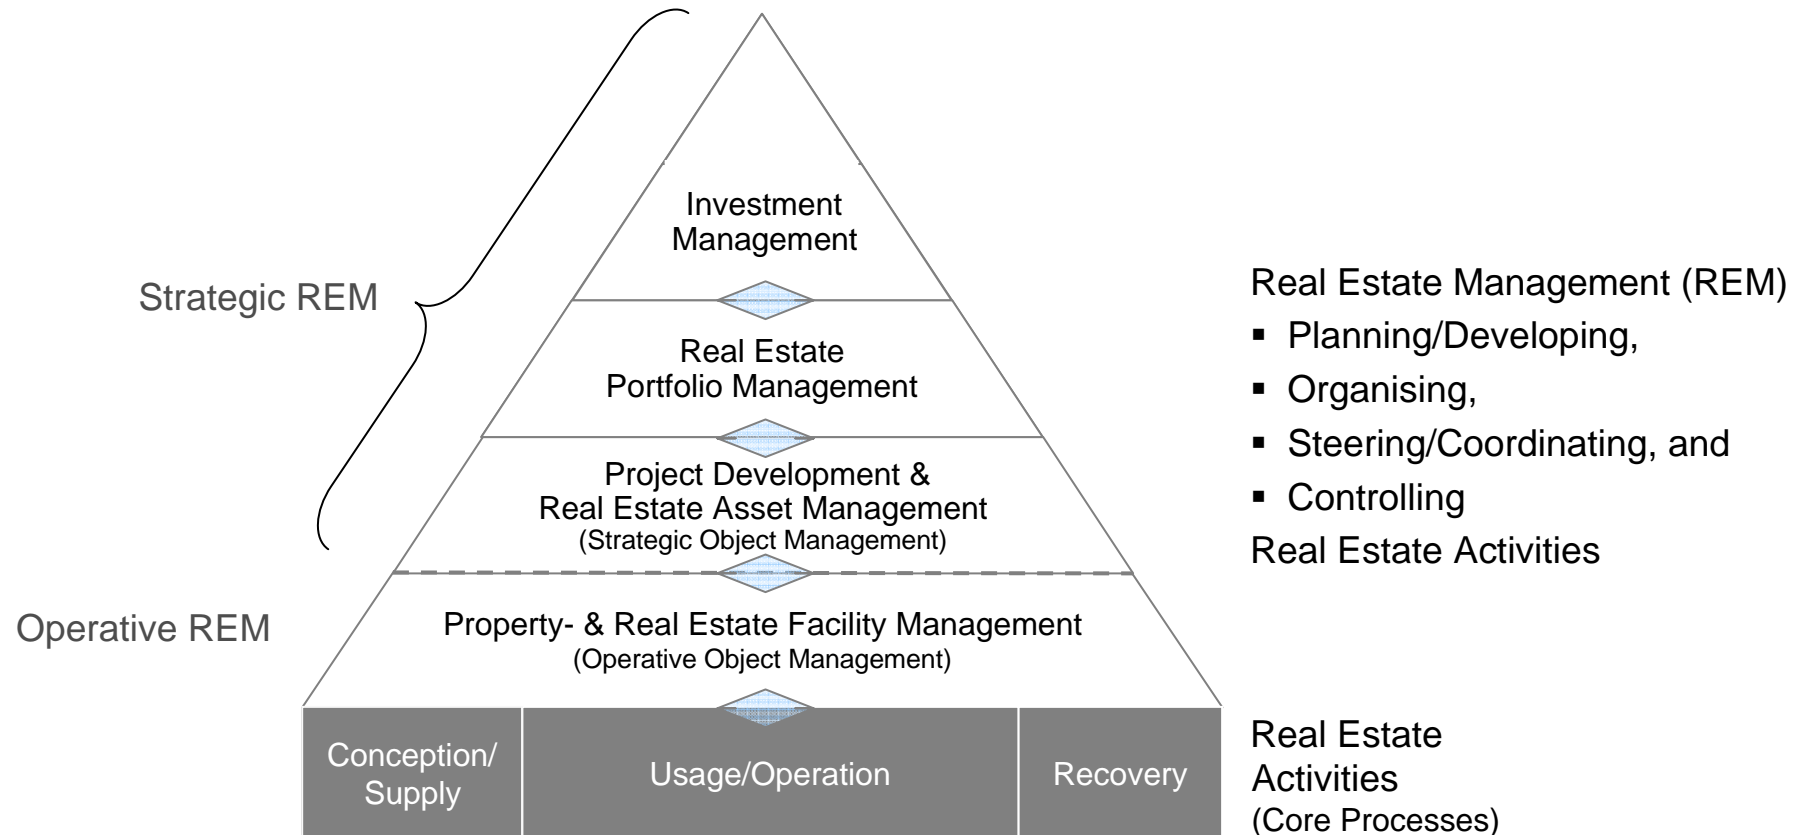 Investment
Management
Strategic REM
Real Estate
Portfolio Management
Project Development &
Real Estate Asset Management
(Strategic Object Management)
Operative REM
Property- & Real Estate Facility Management
(Operative Object Management)
Conception/
Supply
Usage/Operation
Recovery
Real Estate Management (REM)
▪ Planning/Developing,
▪ Organising,
▪ Steering/Coordinating, and
▪ Controlling
Real Estate Activities
Real Estate
Activities
(Core Processes)